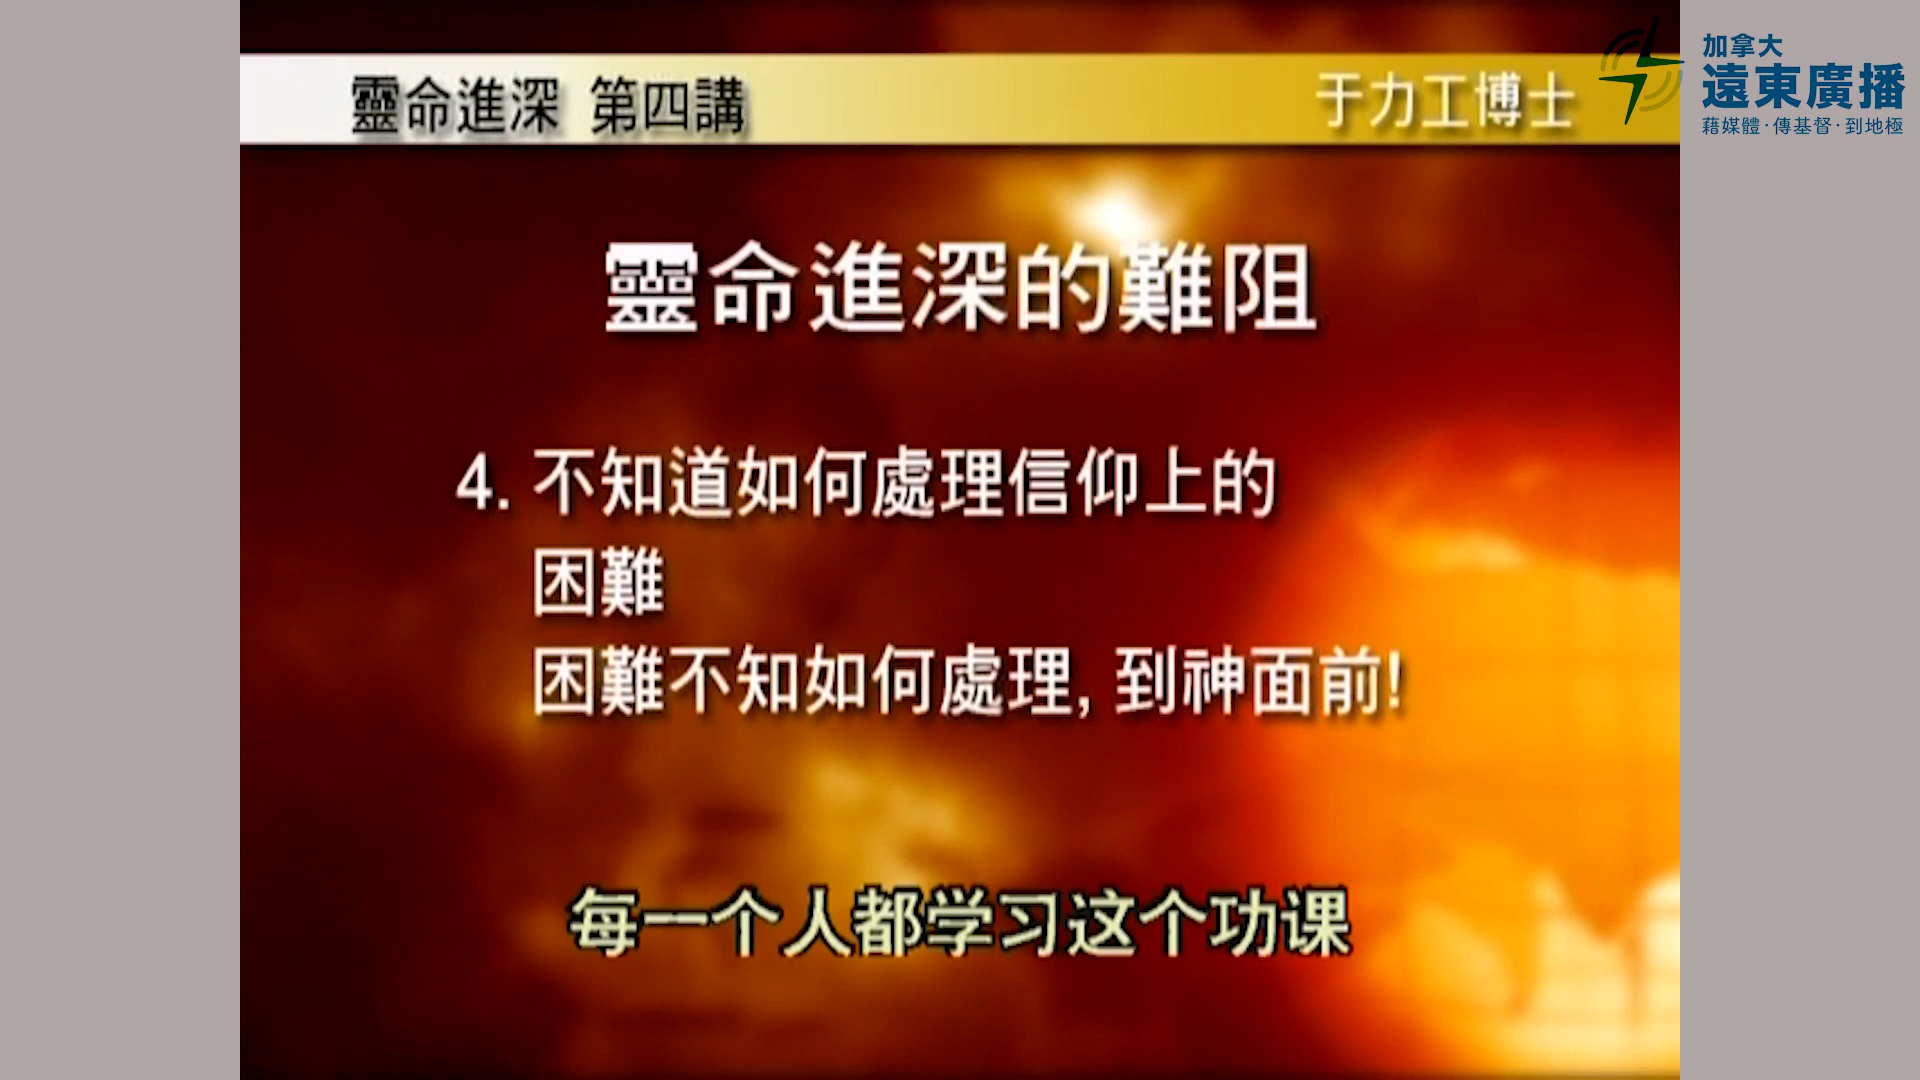 靈命進深 第四講
于力工博士
加拿大
遠東廣播
藉媒體·傳基督·到地極
靈命進深的難阻
4. 不知道如何處理信仰上的
困難
困難不知如何處理, 到神面前!
每一个人都学习这个功课